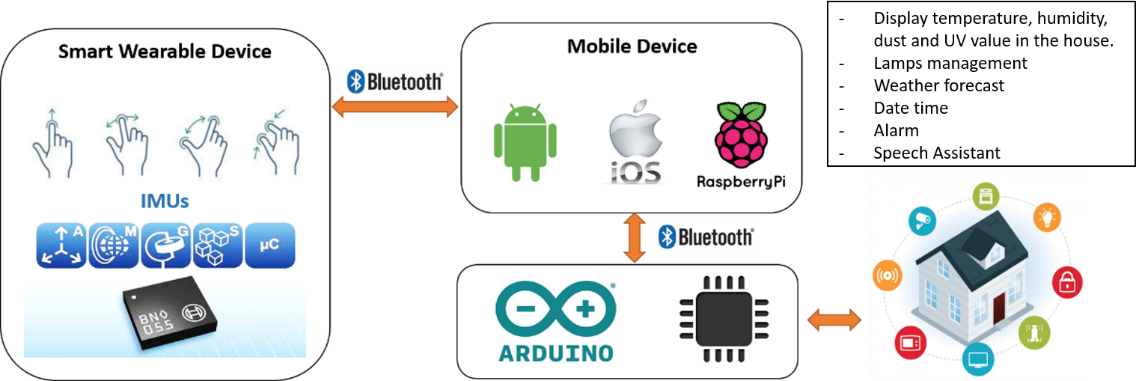 Smart Wearable Device
IMUs
A
M
G
S
µC
BNO
055
Bluetooth®
Mobile Device
iOS
RaspberryPi
Bluetooth®
ARDUINO
- Display temperature, humidity,
dust and UV value in the house.
- Lamps management
- Weather forecast
- Date time
- Alarm
- Speech Assistant